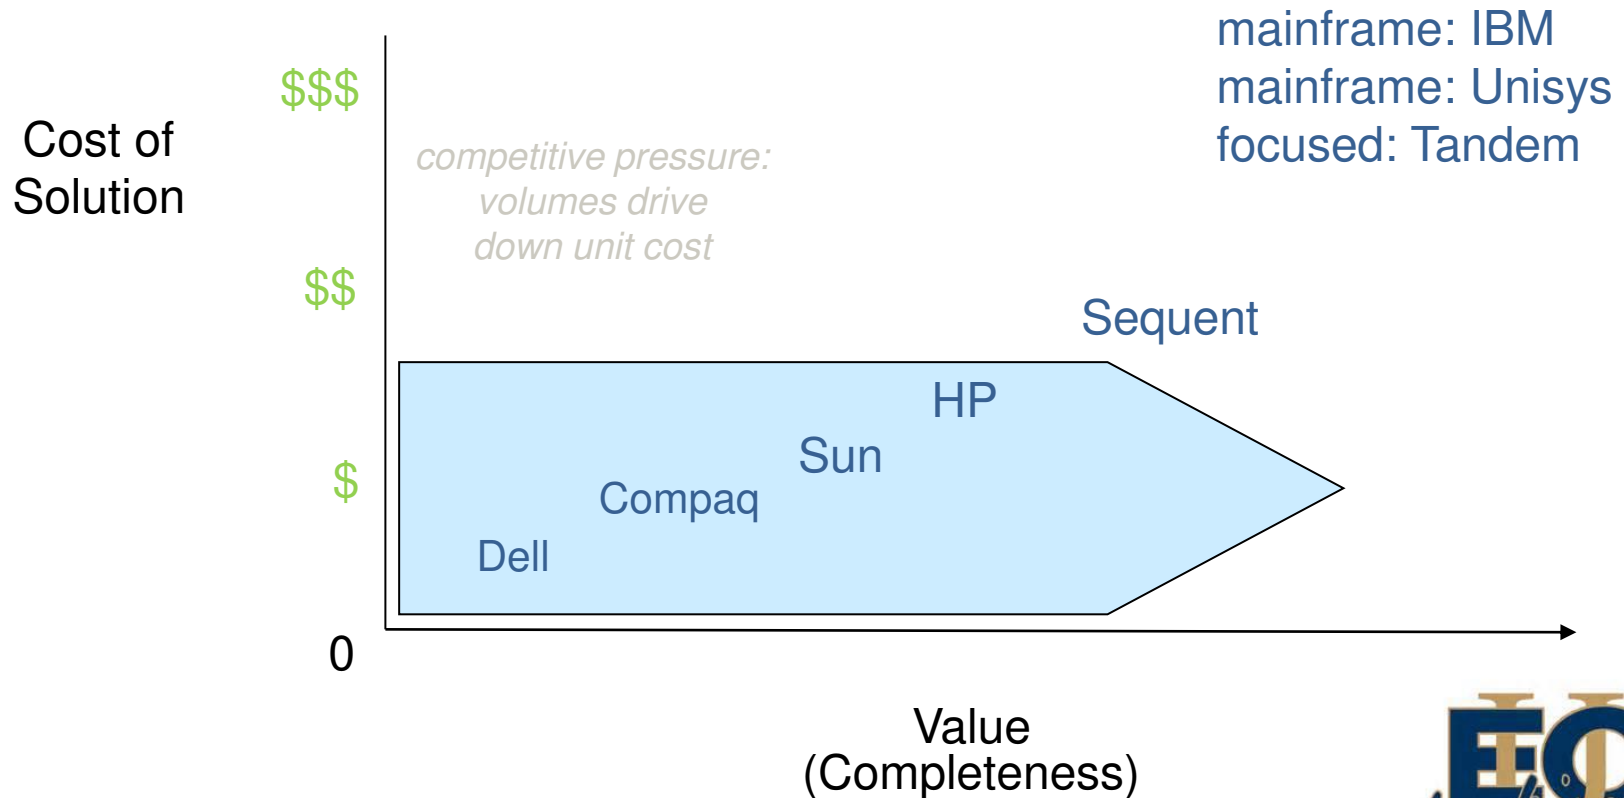 mainframe: IBM
mainframe: Unisys
focused: Tandem
$$$
Cost of
Solution
competitive pressure:
volumes drive
down unit cost
$$
Sequent
HP
Sun
$
Compaq
Dell
0
Value
(Completeness)